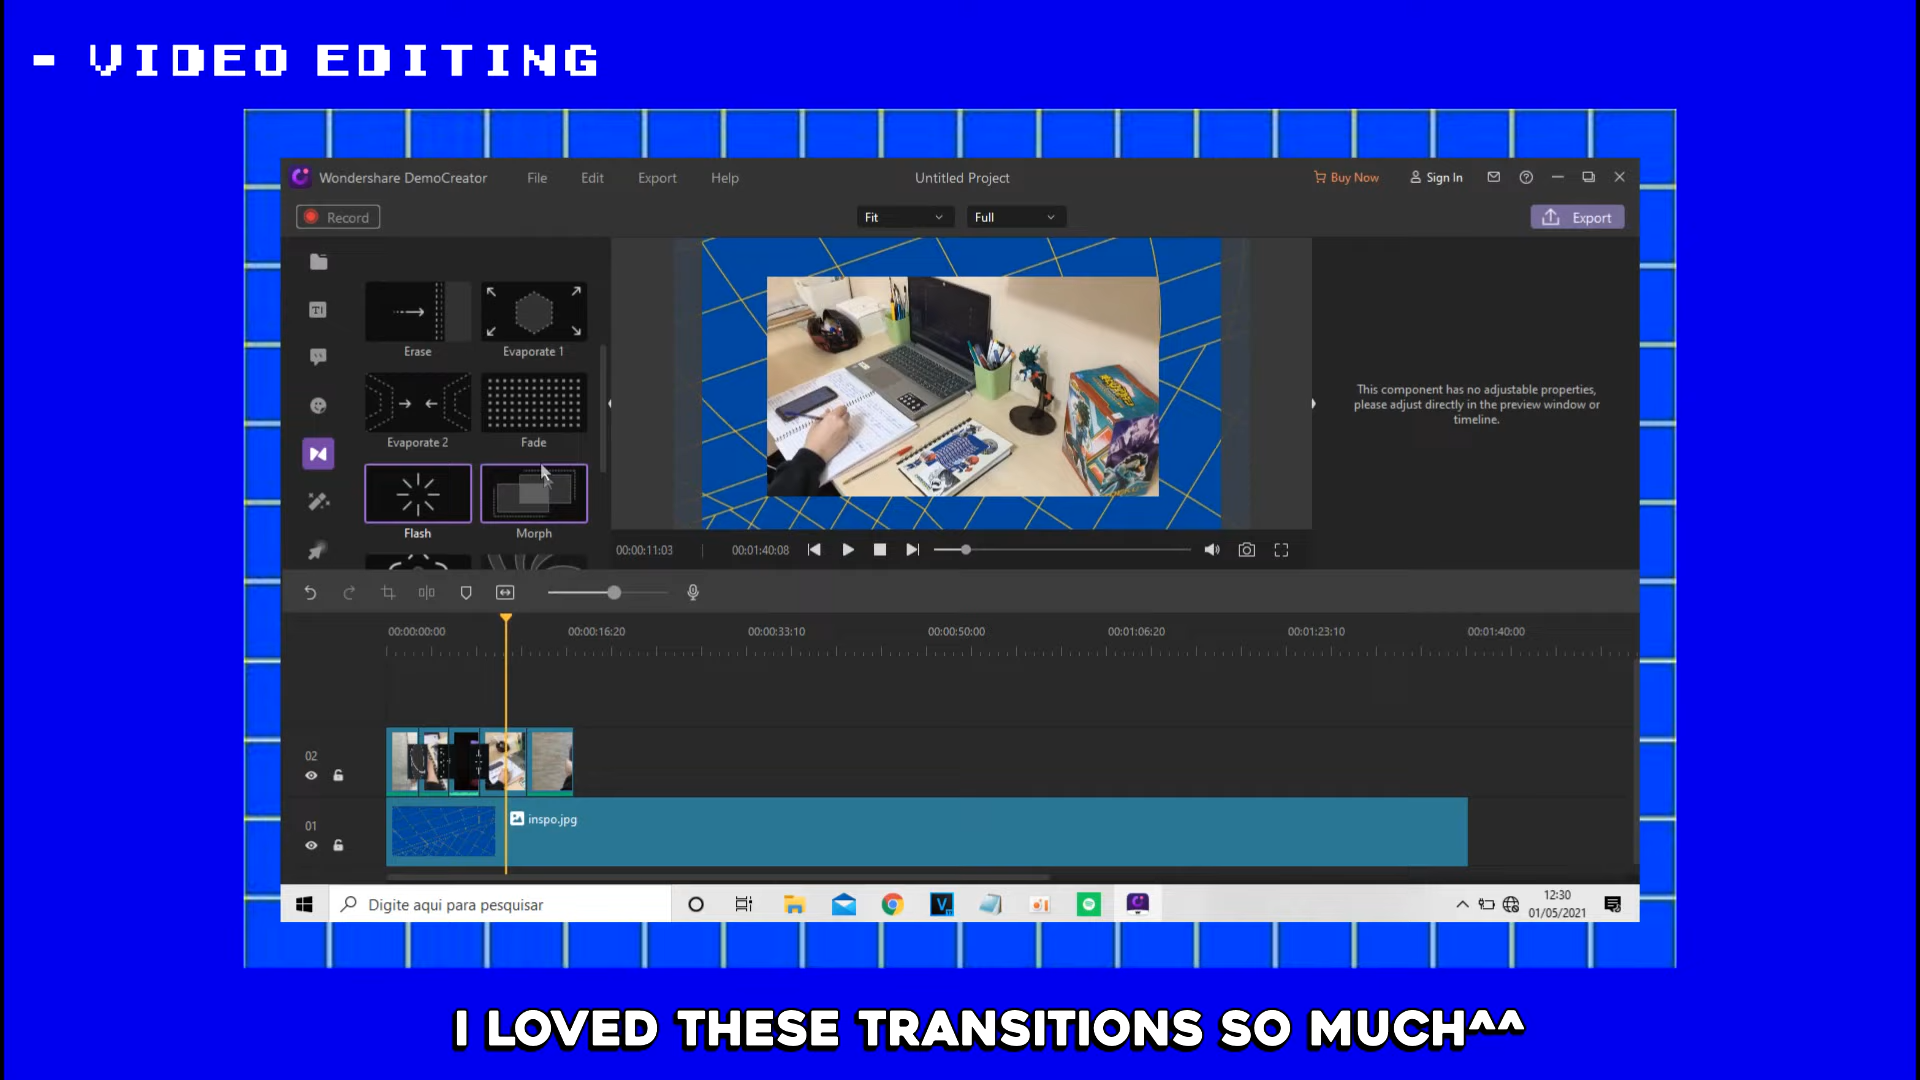 - VIDEO EDITING
Wondershare DemoCreator File Edit Export Help Untitled Project Buy Now Sign In
Record Fit Full Export
Erase Evaporate 1
Evaporate 2 Fade
Flash Morph
This component has no adjustable properties,
please adjust directly in the preview window or
timeline.
00:00:11:03 | 00:01:40:08
00:00:00:00 00:00:16:20 00:00:33:10 00:00:50:00 00:01:06:20 00:01:23:10 00:01:40:00
02
01 inspo.jpg
Digite aqui para pesquisar
12:30
01/05/2021
I LOVED THESE TRANSITIONS SO MUCH^^